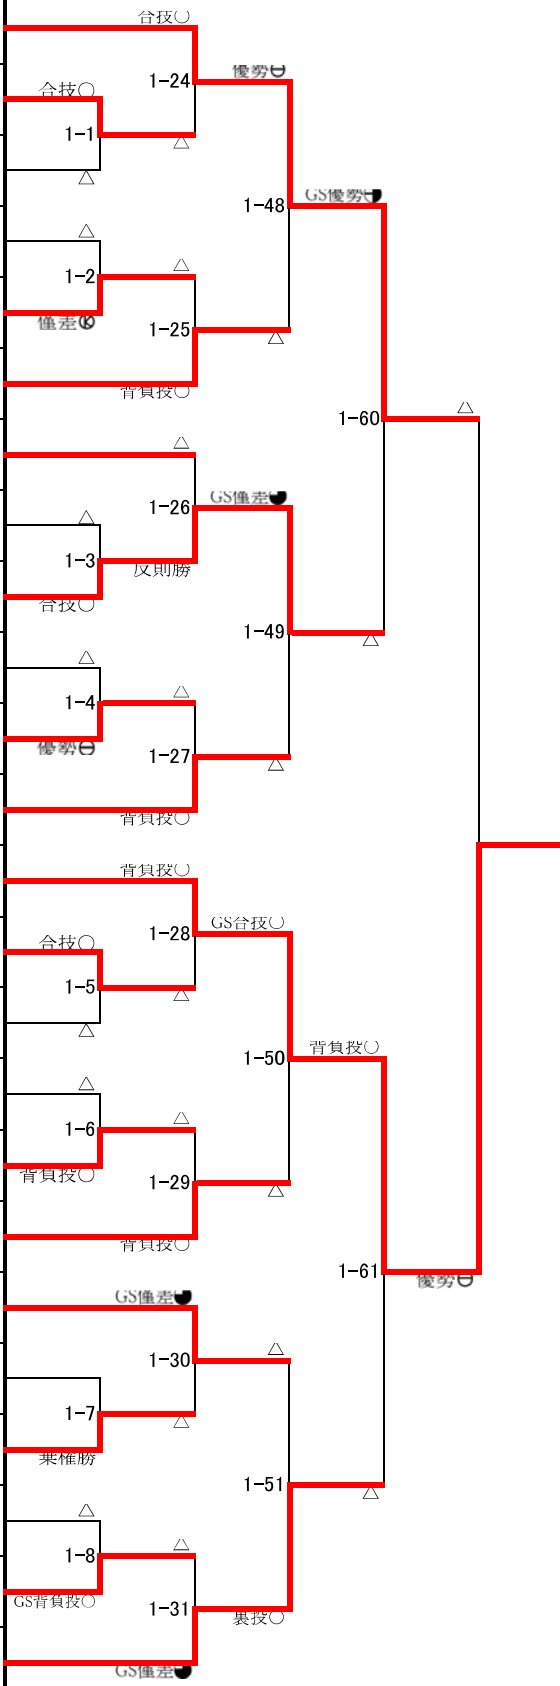 合技○
1-24
優勢
合技○
1-1
△
△
GS優勢
1-48
△
△
1-2
僅差
1-25
△
背負投○
△
1-60
△
GS僅差
1-26
△
1-3
反則勝
合技○
1-49
△
△
△
1-4
優勢
1-27
△
背負投○
背負投○
GS合技○
1-28
合技○
1-5
△
△
背負投○
1-50
△
△
1-6
背負投○
1-29
△
背負投○
1-61
優勢
GS僅差
△
1-30
1-7
△
棄権勝
1-51
△
△
△
1-8
GS背負投○
1-31
裏投○
GS僅差